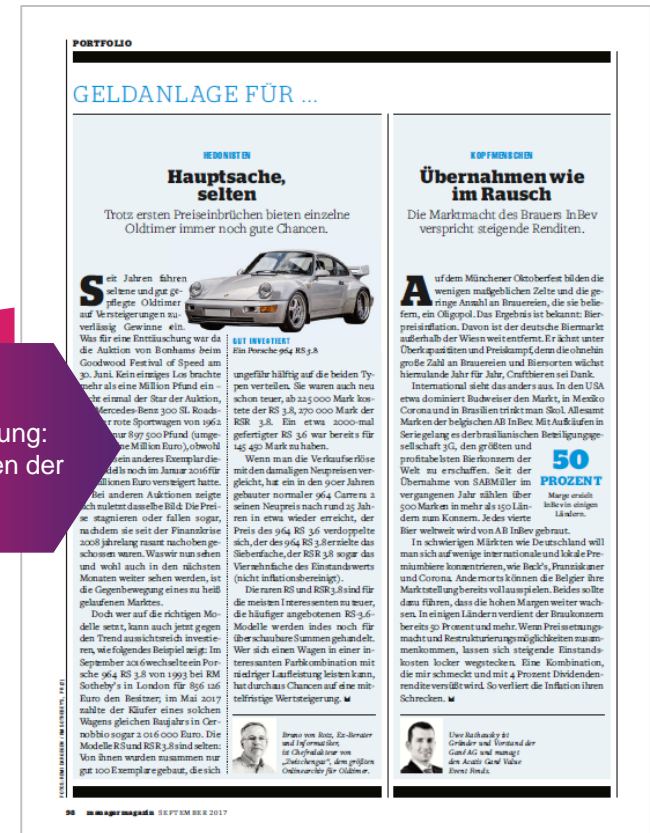 PORTFOLIO
GELDANLAGE FÜR ...
HEDONISTEN
Hauptsache,
selten
Trotz ersten Preiseinbrüchen bieten einzelne
Oldtimer immer noch gute Chancen.
Seit Jahren fahren
seltene und gut ge-
pflegte Oldtimer
auf Versteigerungen zu-
verlässig Gewinne ein.
Was für eine Enttäuschung war da
die Auktion von Bonhams beim
Goodwood Festival of Speed am
30. Juni. Kein einziges Los brachte
mehr als eine Million Pfund ein –
nicht einmal der Star der Auktion,
Mercedes-Benz 300 SL Roads-
rote Sportwagen von 1962
nur 897 500 Pfund (umge-
ne Million Euro), obwohl
sein anderes Exemplar die-
dells noch im Januar 2016 für
illionen Euro versteigert hatte.
Bei anderen Auktionen zeigte
sich zuletzt dasselbe Bild: Die Prei-
se stagnieren oder fallen sogar,
nachdem sie seit der Finanzkrise
2008 jahrelang rasant nach oben ge-
schossen waren. Was wir nun sehen
und wohl auch in den nächsten
Monaten weiter sehen werden, ist
die Gegenbewegung eines zu heiß
gelaufenen Marktes.
Doch wer auf die richtigen Mo-
delle setzt, kann auch jetzt gegen
den Trend aussichtsreich investie-
ren, wie folgendes Beispiel zeigt: Im
September 2016 wechselte ein Por-
sche 964 RS 3.8 von 1993 bei RM
Sotheby's in London für 856 126
Euro den Besitzer; im Mai 2017
zahlte der Käufer eines solchen
Wagens gleichen Baujahrs in Cer-
nobbio sogar 2 016 000 Euro. Die
Modelle RS und RSR 3.8 sind selten:
Von ihnen wurden zusammen nur
gut 100 Exemplare gebaut, die sich
GUT INVESTIERT
Ein Porsche 964 RS 3.8
ungefähr hälftig auf die beiden Ty-
pen verteilen. Sie waren auch neu
schon teuer, ab 225 000 Mark kos-
tete der RS 3.8, 270 000 Mark der
RSR 3.8. Ein etwa 2000-mal
gefertigter RS 3.6 war bereits für
145 450 Mark zu haben.
Wenn man die Verkaufserlöse
mit den damaligen Neupreisen ver-
gleicht, hat ein in den 90er Jahren
gebauter normaler 964 Carrera 2
seinen Neupreis nach rund 25 Jah-
ren in etwa wieder erreicht, der
Preis des 964 RS 3.6 verdoppelte
sich, der des 964 RS 3.8 erzielte das
Siebenfache, der RSR 3.8 sogar das
Vierzehnfache des Einstandswerts
(nicht inflationsbereinigt).
Die raren RS und RSR 3.8 sind für
die meisten Interessenten zu teuer,
die häufiger angebotenen RS-3.6-
Modelle werden indes noch für
überschaubare Summen gehandelt.
Wer sich einen Wagen in einer in-
teressanten Farbkombination mit
niedriger Laufleistung leisten kann,
hat durchaus Chancen auf eine mit-
telfristige Wertsteigerung.
Bruno von Rotz, Ex-Berater
und Informatiker,
ist Chefredakteur von
„Zwischengas“, dem größten
Onlinearchiv für Oldtimer.
KOPFMENSCHEN
Übernahmen wie
im Rausch
Die Marktmacht des Brauers InBev
verspricht steigende Renditen.
Auf dem Münchener Oktoberfest bilden die
wenigen maßgeblichen Zelte und die ge-
ringe Anzahl an Brauereien, die sie belie-
fern, ein Oligopol. Das Ergebnis ist bekannt: Bier-
preisinflation. Davon ist der deutsche Biermarkt
außerhalb der Wiesn weit entfernt. Er ächzt unter
Überkapazitäten und Preiskampf, denn die ohnehin
große Zahl an Brauereien und Biersorten wächst
hierzulande Jahr für Jahr, Craftbieren sei Dank.
International sieht das anders aus. In den USA
etwa dominiert Budweiser den Markt, in Mexiko
Corona und in Brasilien trinkt man Skol. Allesamt
Marken der belgischen AB InBev. Mit Aufkäufen in
Serie gelang es der brasilianischen Beteiligungsge-
sellschaft 3G, den größten und
profitabelsten Bierkonzern der
Welt zu erschaffen. Seit der
Übernahme von SABMiller im
vergangenen Jahr zählen über
500 Marken in mehr als 150 Län-
dern zum Konzern. Jedes vierte
Bier weltweit wird von AB InBev gebraut.
50
PROZENT
Marge erzielt
InBev in einigen
Ländern.
In schwierigen Märkten wie Deutschland will
man sich auf wenige internationale und lokale Pre-
miumbiere konzentrieren, wie Beck's, Franziskaner
und Corona. Andernorts können die Belgier ihre
Marktstellung bereits voll ausspielen. Beides sollte
dazu führen, dass die hohen Margen weiter wach-
sen. In einigen Ländern verdient der Braukonzern
bereits 50 Prozent und mehr. Wenn Preissetzungs-
macht und Restrukturierungsmöglichkeiten zusam-
menkommen, lassen sich steigende Einstands-
kosten locker wegstecken. Eine Kombination,
die mir schmeckt und mit 4 Prozent Dividenden-
rendite versüßt wird. So verliert die Inflation ihren
Schrecken.
Uwe Rathausky ist
Gründer und Vorstand der
Gané AG und managt
den Acatis Gané Value
Event Fonds.
ung:
en der
98 manager magazin SEPTEMBER 2017